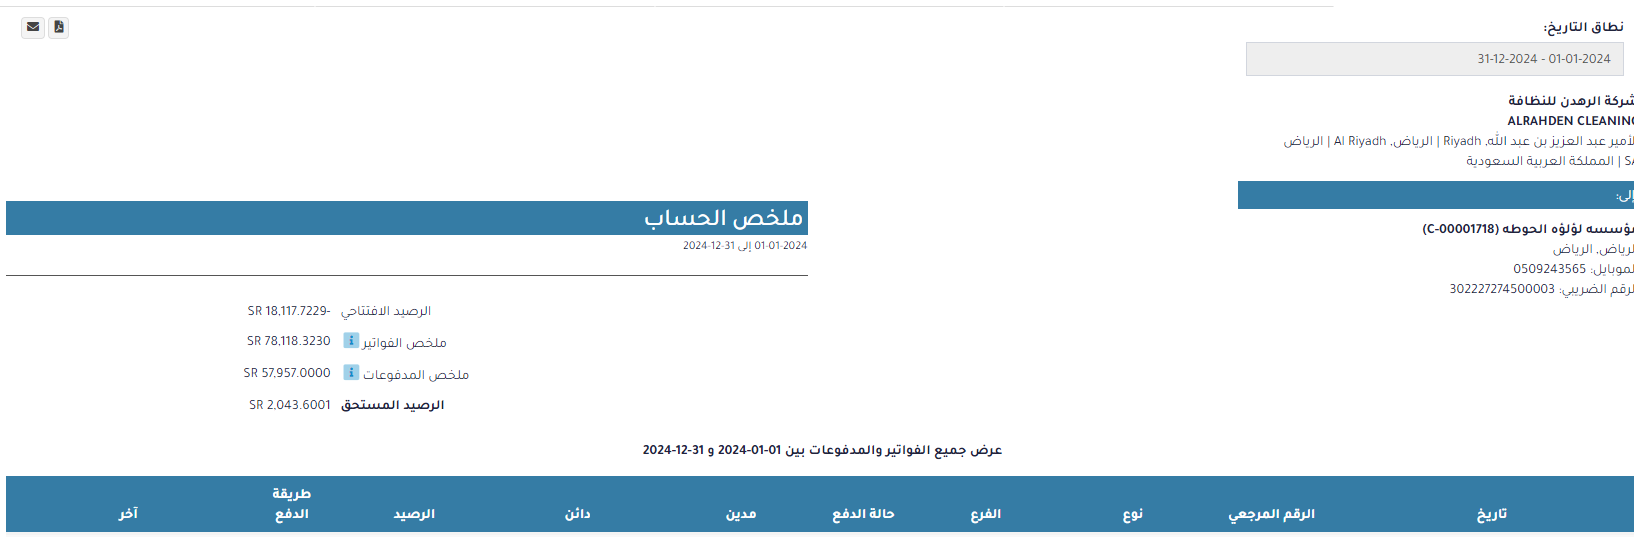 نطاق التاريخ:
31-12-2024 - 01-01-2024
شركة الرهدن للنظافة
ALRAHDEN CLEANING
الأمير عبد العزيز بن عبد الله, Riyadh | الرياض, Al Riyadh | الرياض
SA | المملكة العربية السعودية
إلى:
مؤسسه لؤلؤه الحوطه (C-00001718)
الرياض, الرياض
الموبايل: 0509243565
الرقم الضريبي: 302227274500003
ملخص الحساب
01-01-2024 إلى 31-12-2024
الرصيد الافتتاحي SR 18,117.7229-
ملخص الفواتير SR 78,118.3230
ملخص المدفوعات SR 57,957.0000
الرصيد المستحق SR 2,043.6001
عرض جميع الفواتير والمدفوعات بين 01-01-2024 و 31-12-2024
تاريخ الرقم المرجعي نوع الفرع حالة الدفع مدين دائن الرصيد طريقة الدفع آخر